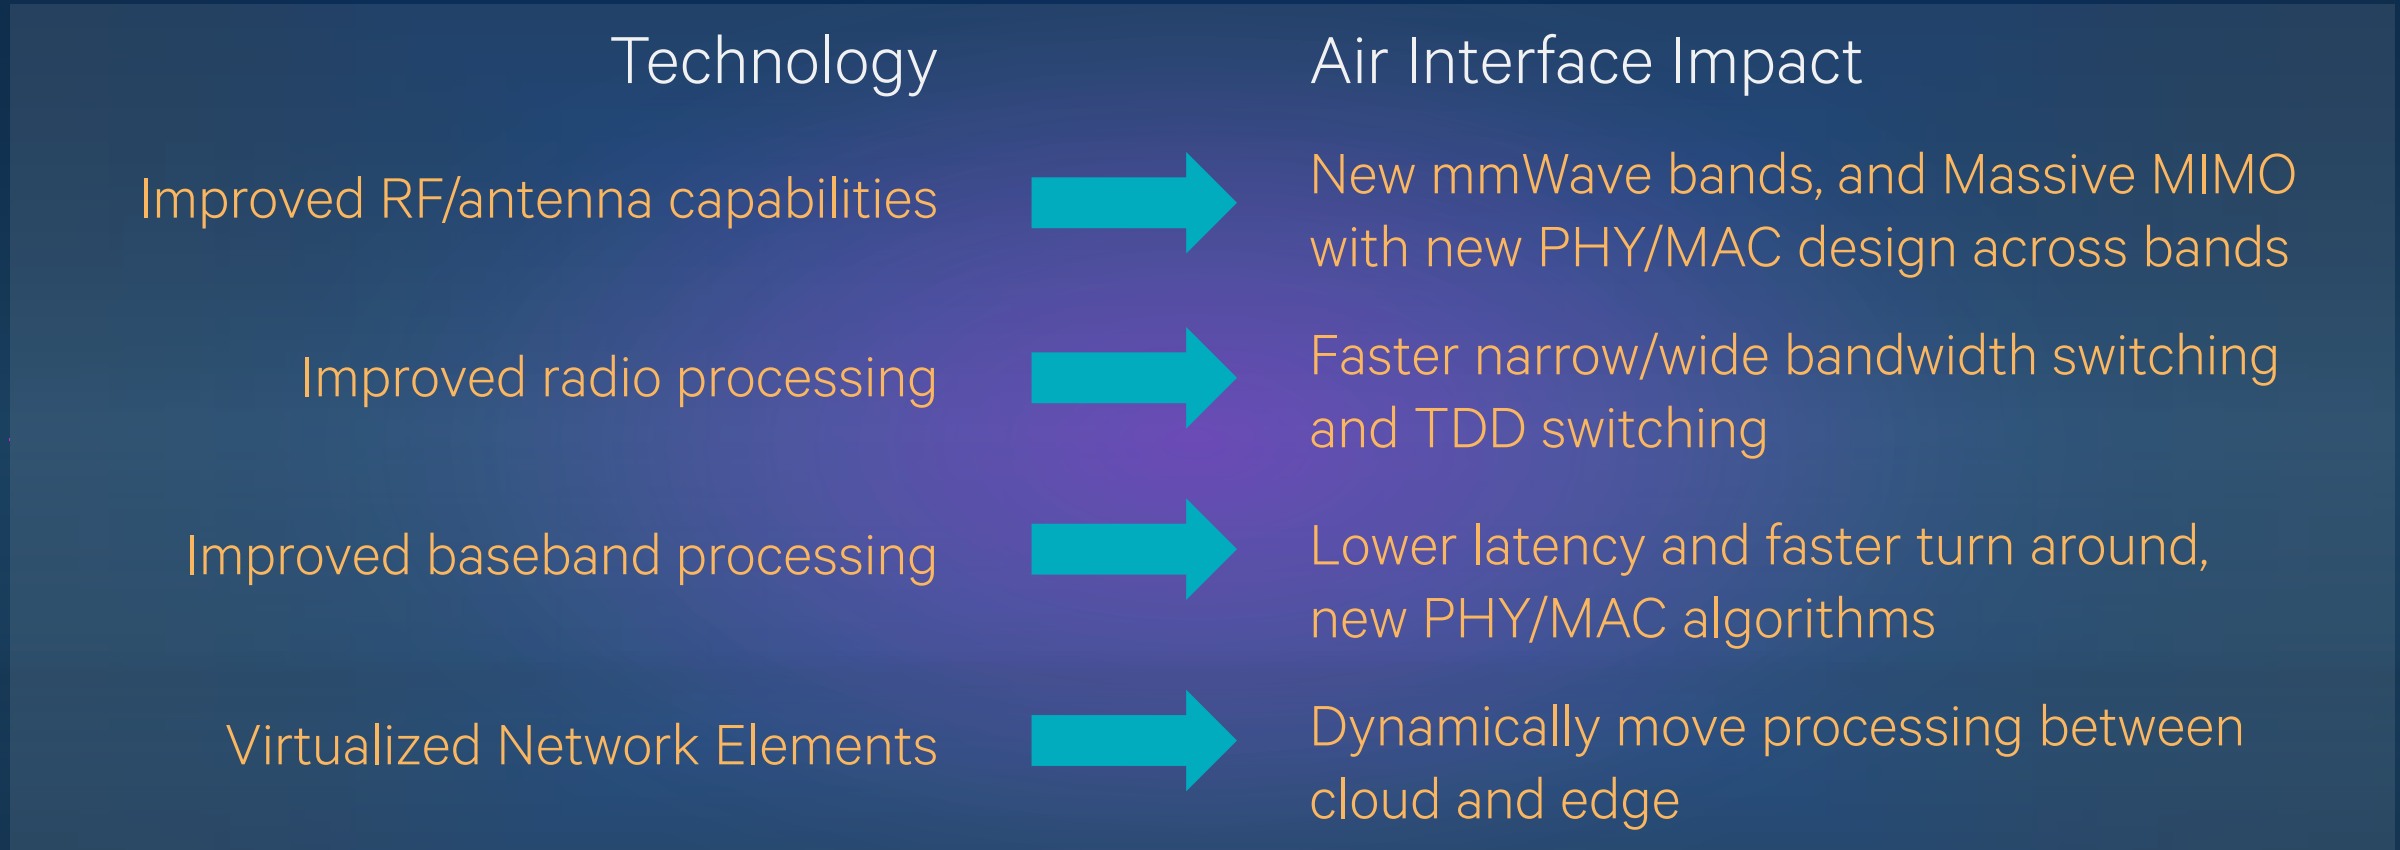 Technology
Air Interface Impact
Improved RF/antenna capabilities
New mmWave bands, and Massive MIMO
with new PHY/MAC design across bands
Improved radio processing
Faster narrow/wide bandwidth switching
and TDD switching
Improved baseband processing
Lower latency and faster turn around,
new PHY/MAC algorithms
Virtualized Network Elements
Dynamically move processing between
cloud and edge